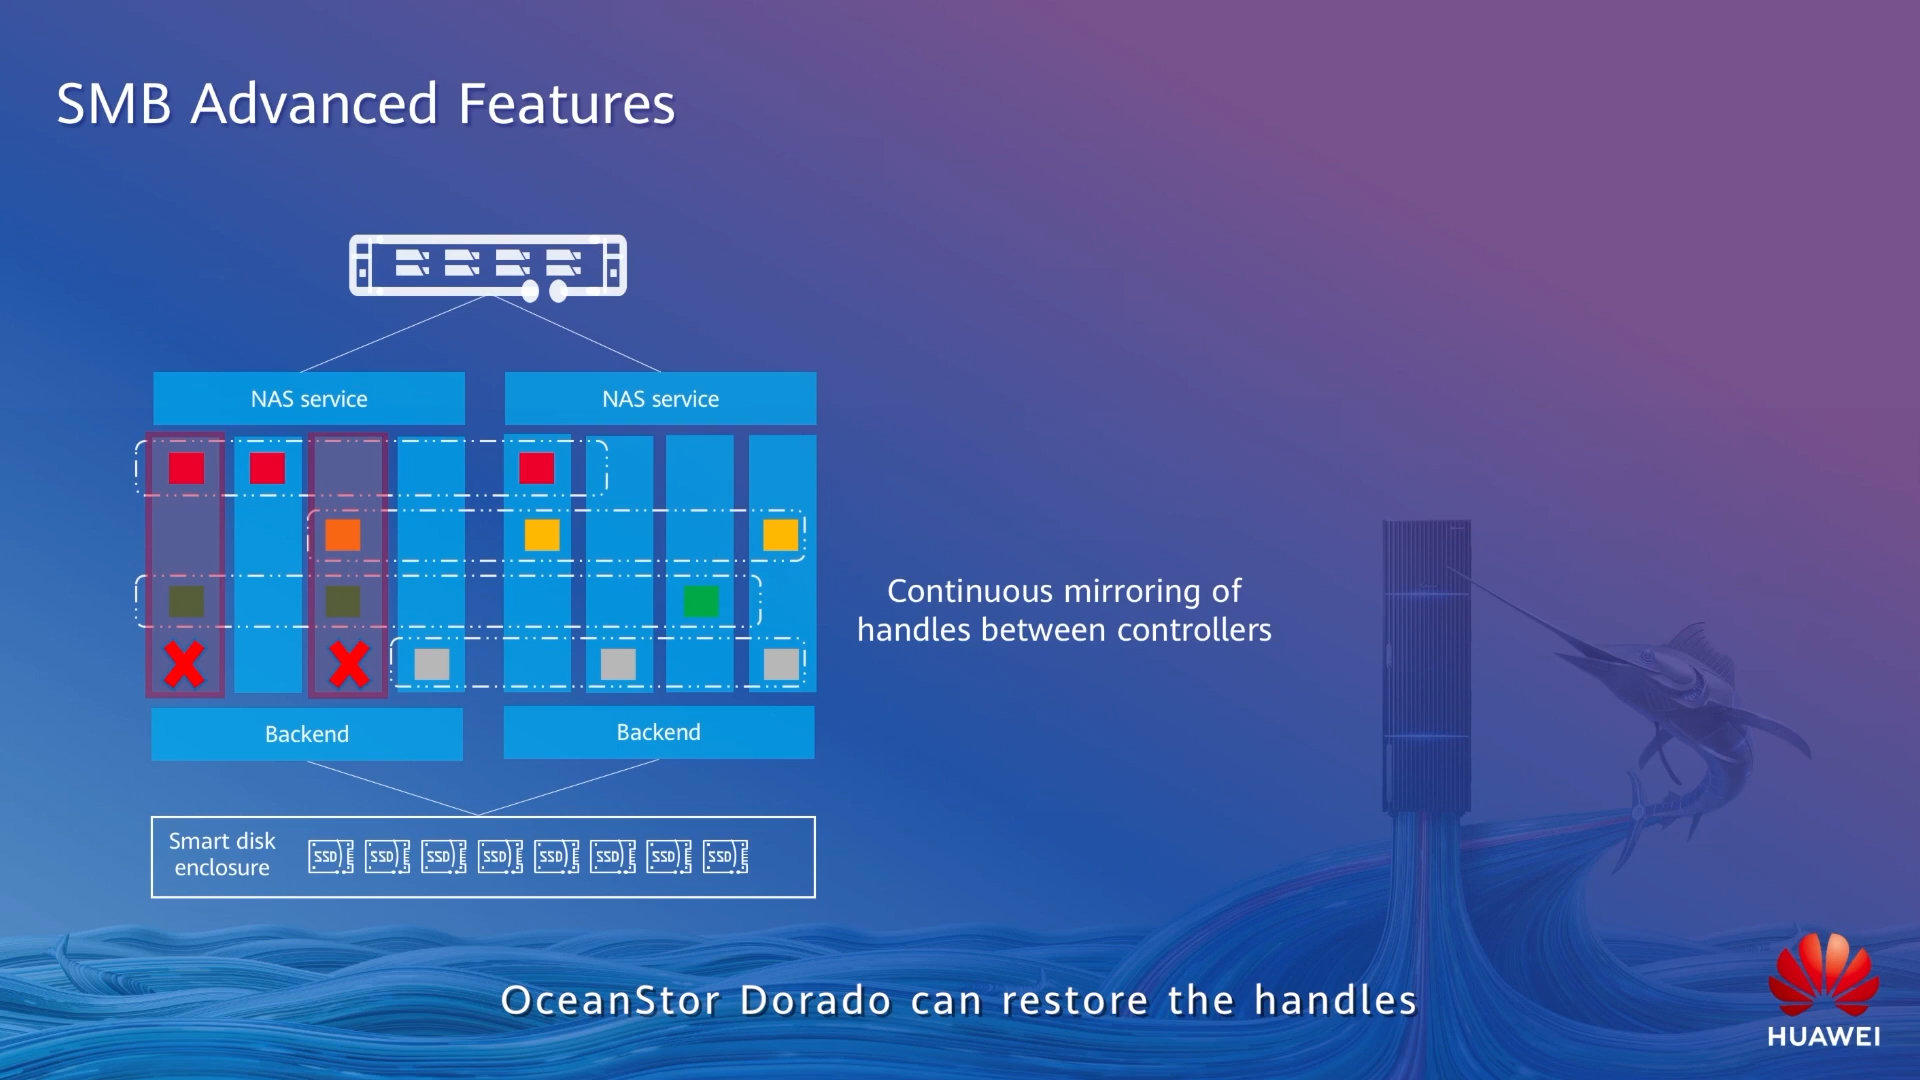 SMB Advanced Features
NAS service
NAS service
Continuous mirroring of
handles between controllers
Backend
Backend
Smart disk
enclosure
SSD
SSD
SSD
SSD
SSD
SSD
SSD
SSD
OceanStor Dorado can restore the handles
HUAWEI